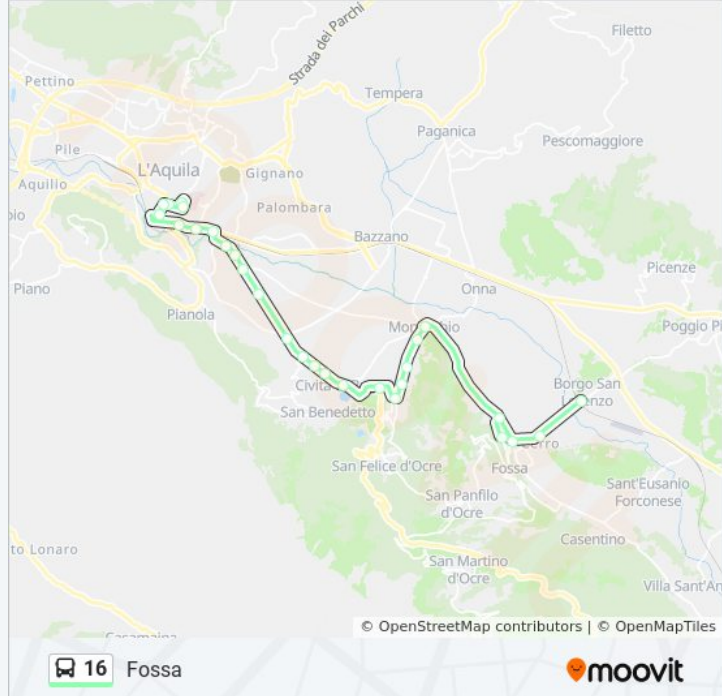 Filetto
Strada dei Parchi
Pettino
Tempera
Paganica
Pile
Pescomaggiore
L'Aquila
Gignano
Aquilio
Palombara
Bazzano
Picenze
Piano
Onna
Pianola
Poggio Pi
Borgo San
Civita
San Benedetto
San Felice d'Ocre
Fossa
Sant'Eusanio
Forconese
San Panfilo
d'Ocre
Casentino
to Lonaro
San Martino
d'Ocre
Villa Sant'An
Casamaina
© OpenStreetMap contributors | © OpenMapTiles
16 Fossa
moovit